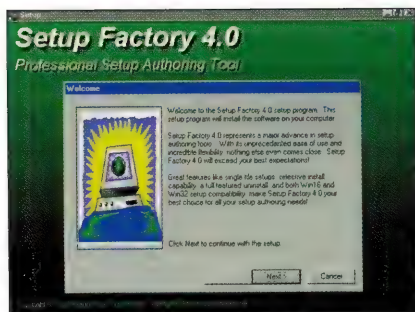 Setup
Setup Factory 4.0
Professional Setup Authoring Tool
Welcome
Welcome to the Setup Factory 4.0 setup program. This
setup program will install the software on your computer.
Setup Factory 4.0 represents a major advance in setup
authoring tools. With its unprecedented ease of use and
incredible flexibility, nothing else even comes close. Setup
Factory 4.0 will exceed your best expectations!
Great features like single file setups, selective install
capability, a full featured uninstall, and both Win16 and
Win32 setup compatibility, make Setup Factory 4.0 your
best choice for all your setup authoring needs!
Click Next to continue with the setup.
Next >
Cancel